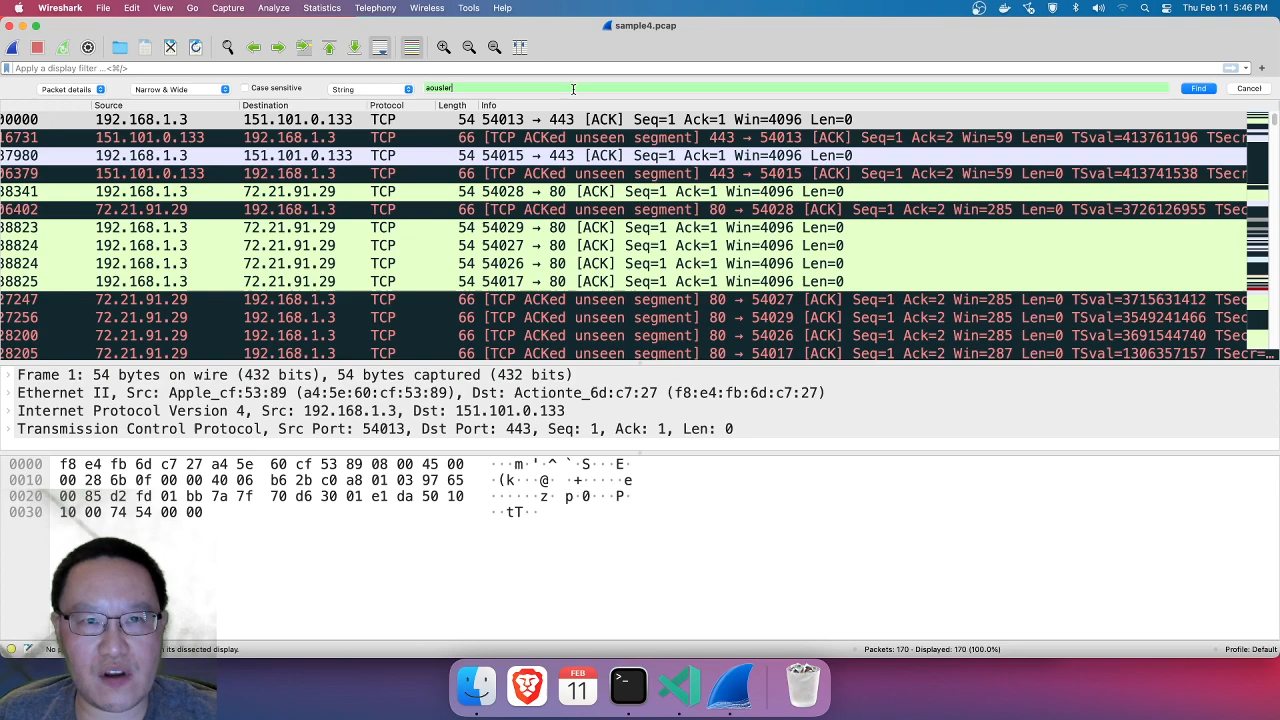 Wireshark File Edit View Go Capture Analyze Statistics Telephony Wireless Tools Help Thu Feb 11 5:46 PM
sample4.pcap
Apply a display filter ... <⌘/>
Packet details Narrow & Wide Case sensitive String aousler Find Cancel
Source Destination Protocol Length Info
00000 192.168.1.3 151.101.0.133 TCP 54 54013 → 443 [ACK] Seq=1 Ack=1 Win=4096 Len=0
16731 151.101.0.133 192.168.1.3 TCP 66 [TCP ACKed unseen segment] 443 → 54013 [ACK] Seq=1 Ack=2 Win=59 Len=0 TSval=413761196 TSecr
37980 192.168.1.3 151.101.0.133 TCP 54 54015 → 443 [ACK] Seq=1 Ack=1 Win=4096 Len=0
06379 151.101.0.133 192.168.1.3 TCP 66 [TCP ACKed unseen segment] 443 → 54015 [ACK] Seq=1 Ack=2 Win=59 Len=0 TSval=413741538 TSecr
38341 192.168.1.3 72.21.91.29 TCP 54 54028 → 80 [ACK] Seq=1 Ack=1 Win=4096 Len=0
06402 72.21.91.29 192.168.1.3 TCP 66 [TCP ACKed unseen segment] 80 → 54028 [ACK] Seq=1 Ack=2 Win=285 Len=0 TSval=3726126955 TSec
38823 192.168.1.3 72.21.91.29 TCP 54 54029 → 80 [ACK] Seq=1 Ack=1 Win=4096 Len=0
38824 192.168.1.3 72.21.91.29 TCP 54 54027 → 80 [ACK] Seq=1 Ack=1 Win=4096 Len=0
38824 192.168.1.3 72.21.91.29 TCP 54 54026 → 80 [ACK] Seq=1 Ack=1 Win=4096 Len=0
38825 192.168.1.3 72.21.91.29 TCP 54 54017 → 80 [ACK] Seq=1 Ack=1 Win=4096 Len=0
27247 72.21.91.29 192.168.1.3 TCP 66 [TCP ACKed unseen segment] 80 → 54027 [ACK] Seq=1 Ack=2 Win=285 Len=0 TSval=3715631412 TSec
27256 72.21.91.29 192.168.1.3 TCP 66 [TCP ACKed unseen segment] 80 → 54029 [ACK] Seq=1 Ack=2 Win=285 Len=0 TSval=3549241466 TSec
28200 72.21.91.29 192.168.1.3 TCP 66 [TCP ACKed unseen segment] 80 → 54026 [ACK] Seq=1 Ack=2 Win=285 Len=0 TSval=3691544740 TSec
28205 72.21.91.29 192.168.1.3 TCP 66 [TCP ACKed unseen segment] 80 → 54017 [ACK] Seq=1 Ack=2 Win=287 Len=0 TSval=1306357157 TSecr=…
Frame 1: 54 bytes on wire (432 bits), 54 bytes captured (432 bits)
Ethernet II, Src: Apple_cf:53:89 (a4:5e:60:cf:53:89), Dst: Actionte_6d:c7:27 (f8:e4:fb:6d:c7:27)
Internet Protocol Version 4, Src: 192.168.1.3, Dst: 151.101.0.133
Transmission Control Protocol, Src Port: 54013, Dst Port: 443, Seq: 1, Ack: 1, Len: 0
0000 f8 e4 fb 6d c7 27 a4 5e 60 cf 53 89 08 00 45 00 ···m·'·^ `·S···E·
0010 00 28 6b 0f 00 00 40 06 b6 2b c0 a8 01 03 97 65 ·(k···@· ·+·····e
0020 00 85 d2 fd 01 bb 7a 7f 70 d6 30 01 e1 da 50 10 ······z· p·0···P·
0030 10 00 74 54 00 00 ··tT··
its dissected display. Packets: 170 · Displayed: 170 (100.0%) Profile: Default
FEB
11